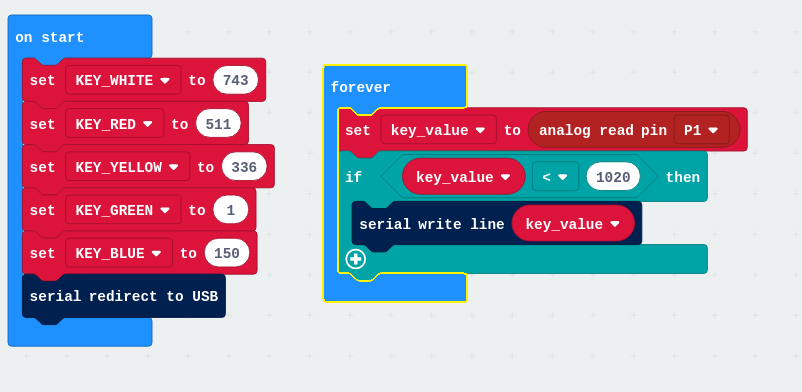 on start
set KEY_WHITE to 743
set KEY_RED to 511
set KEY_YELLOW to 336
set KEY_GREEN to 1
set KEY_BLUE to 150
serial redirect to USB
forever
set key_value to analog read pin P1
if key_value < 1020 then
serial write line key_value